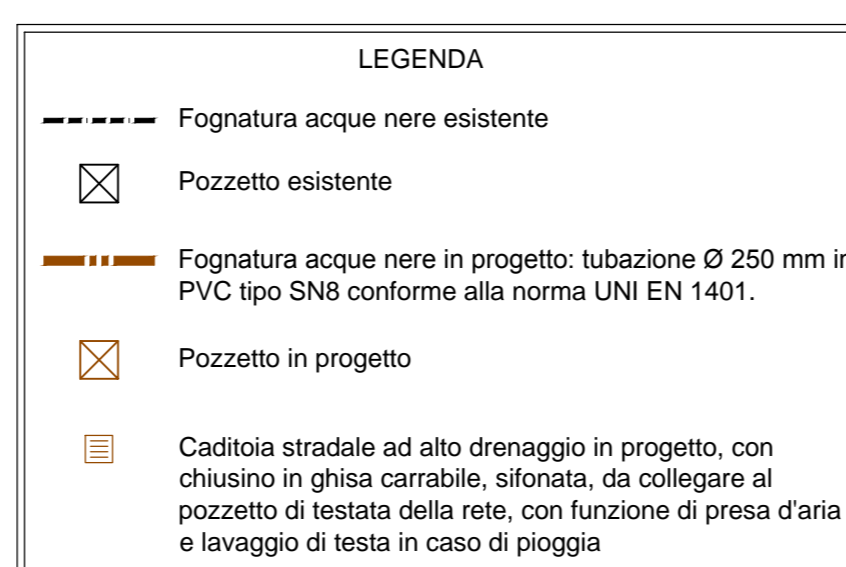 LEGENDA
Fognatura acque nere esistente
Pozzetto esistente
Fognatura acque nere in progetto: tubazione Ø 250 mm in
PVC tipo SN8 conforme alla norma UNI EN 1401.
Pozzetto in progetto
Caditoia stradale ad alto drenaggio in progetto, con
chiusino in ghisa carrabile, sifonata, da collegare al
pozzetto di testata della rete, con funzione di presa d'aria
e lavaggio di testa in caso di pioggia